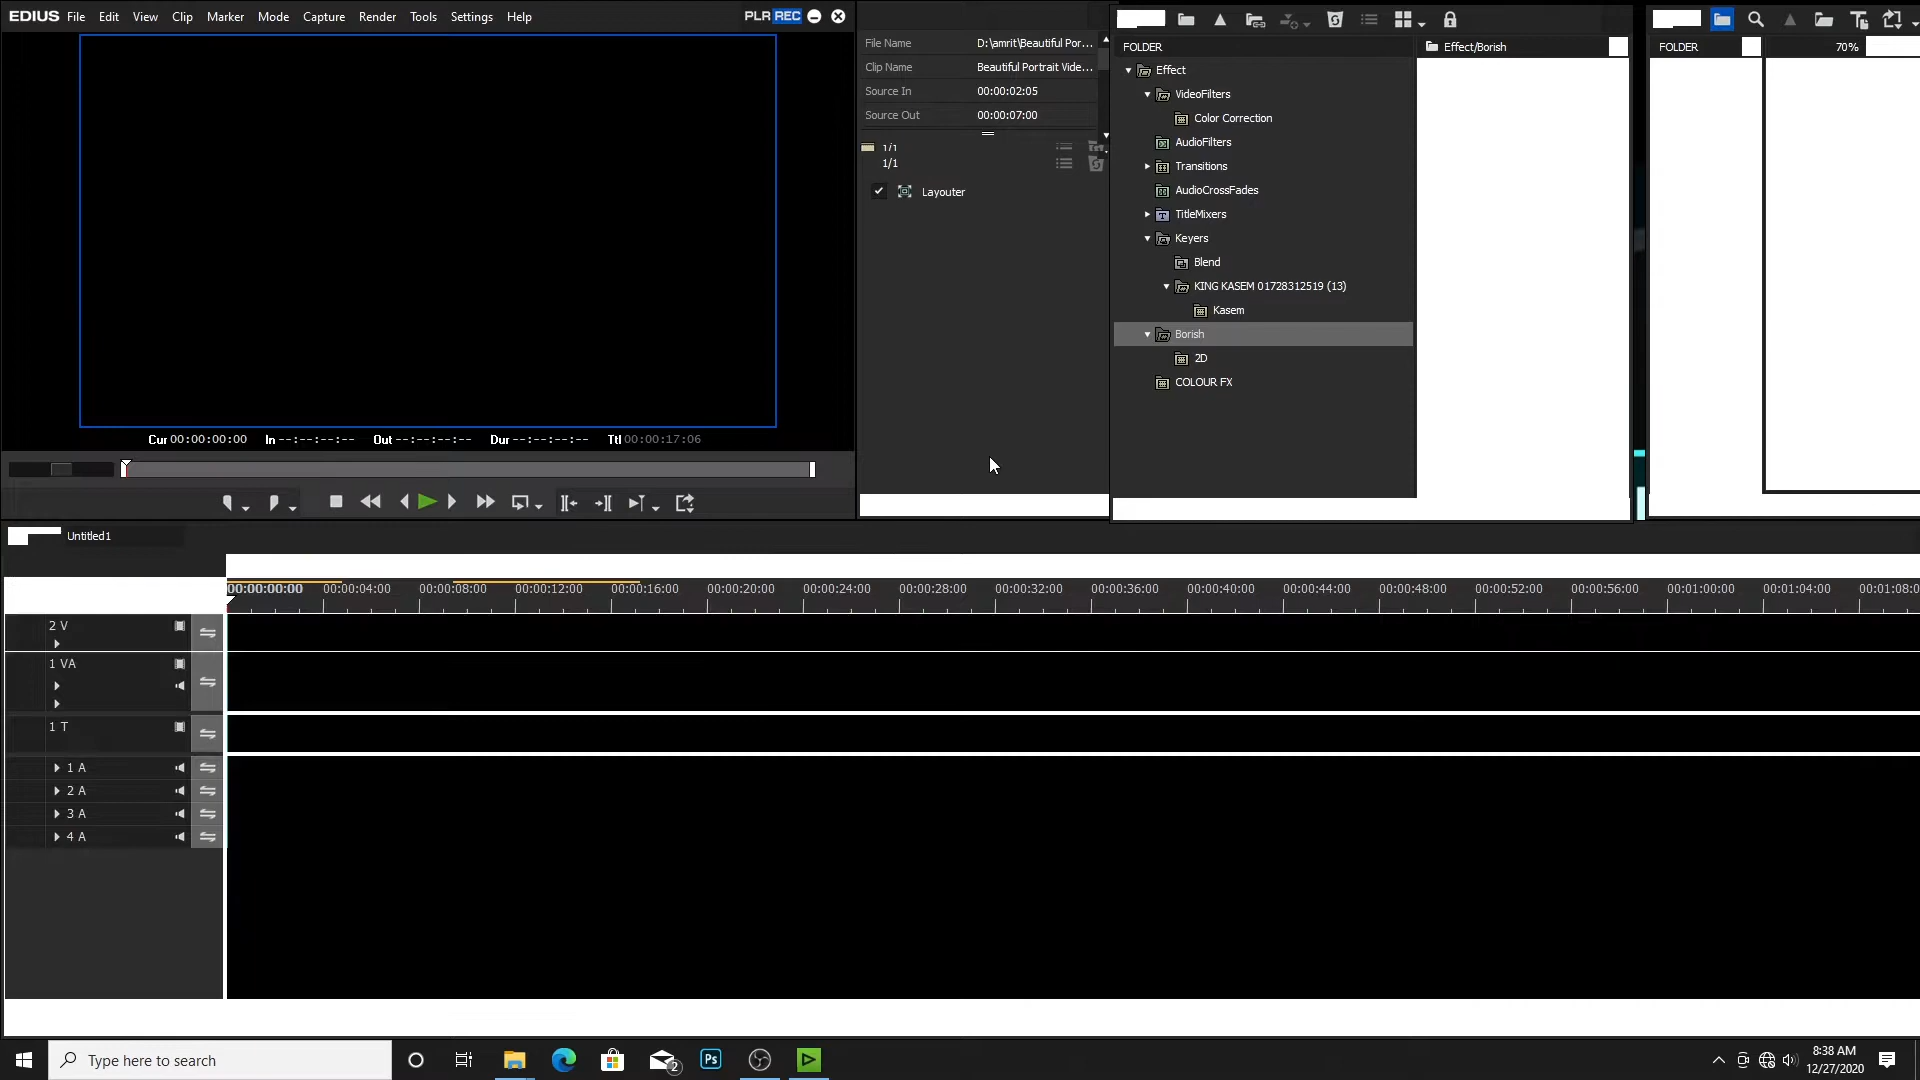 EDIUS File Edit View Clip Marker Mode Capture Render Tools Settings Help PLR REC
File Name D:\amrit\Beautiful Por...
Clip Name Beautiful Portrait Vide...
Source In 00:00:02:05
Source Out 00:00:07:00
1/1
1/1
Layouter
FOLDER
Effect
VideoFilters
Color Correction
AudioFilters
Transitions
AudioCrossFades
TitleMixers
Keyers
Blend
KING KASEM 01728312519 (13)
Kasem
Borish
2D
COLOUR FX
Effect/Borish
FOLDER
70%
Cur 00:00:00:00 In --:--:--:-- Out --:--:--:-- Dur --:--:--:-- Ttl 00:00:17:06
Untitled1
00:00:00:00 00:00:04:00 00:00:08:00 00:00:12:00 00:00:16:00 00:00:20:00 00:00:24:00 00:00:28:00 00:00:32:00 00:00:36:00 00:00:40:00 00:00:44:00 00:00:48:00 00:00:52:00 00:00:56:00 00:01:00:00 00:01:04:00 00:01:08:00
2 V
1 VA
1 T
1 A
2 A
3 A
4 A
Type here to search
2
Ps
8:38 AM
12/27/2020